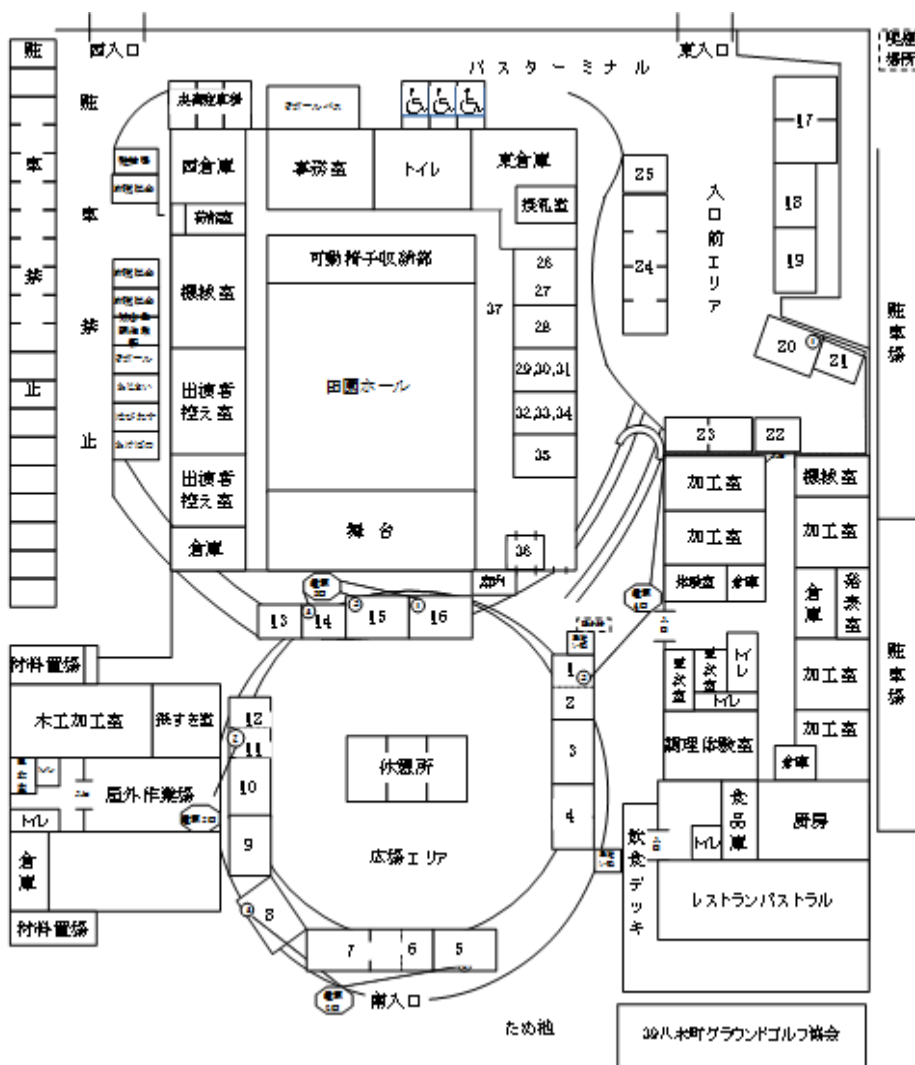 西入口
東入口
バスターミナル
駐
車
禁
止
駐
車
禁
止
西倉庫
事務室
トイレ
東倉庫
授乳室
機械室
可動椅子収納部
田園ホール
舞台
出演者
控え室
出演者
控え室
倉庫
入口前エリア
17
18
19
20
21
22
23
24
25
26
27
28
29,30,31
32,33,34
35
36
37
駐車場
駐車場
加工室
加工室
体験室
倉庫
機械室
加工室
倉庫
発表室
加工室
加工室
倉庫
トイレ
トイレ
調理体験室
トイレ
食品庫
厨房
飲食デッキ
レストランパストラル
13
14
15
16
1
2
3
4
5
6
7
8
9
10
11
12
休憩所
広場エリア
材料置場
木工加工室
紙すき室
屋外作業場
トイレ
倉庫
材料置場
南入口
ため池
39八木町グラウンドゴルフ協会